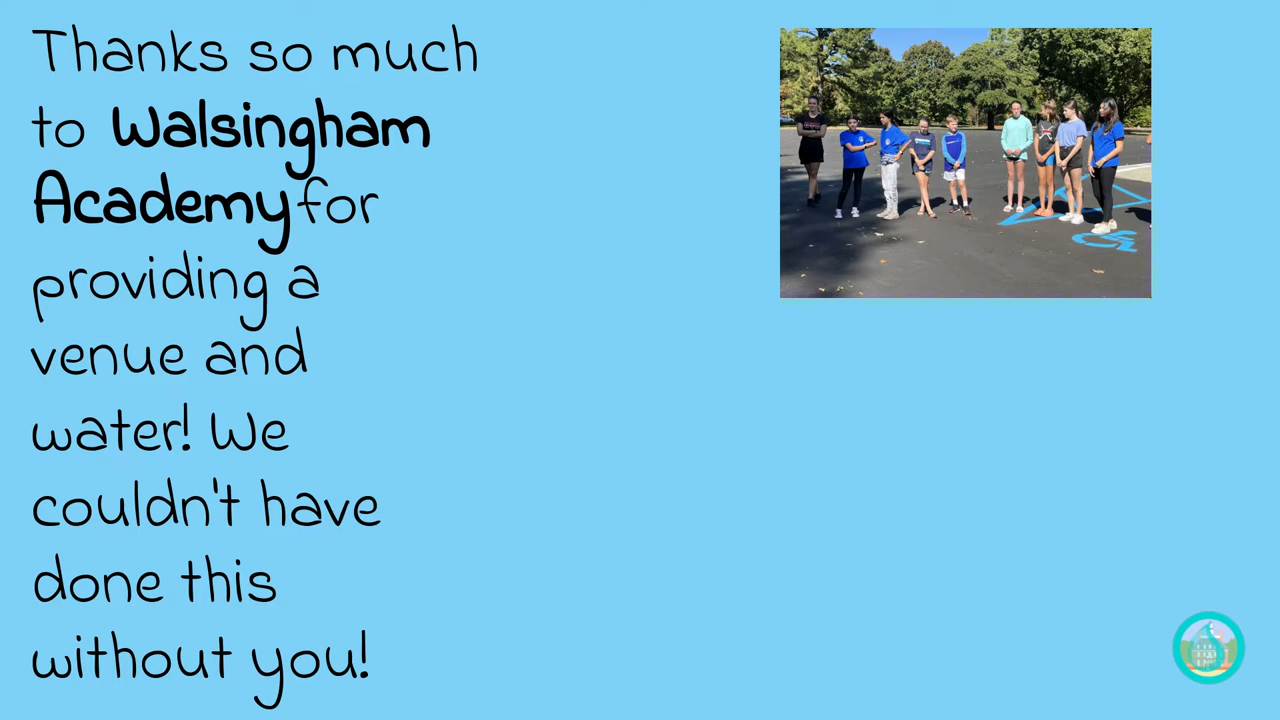 Thanks so much
to Walsingham
Academy for
providing a
venue and
water! We
couldn't have
done this
without you!